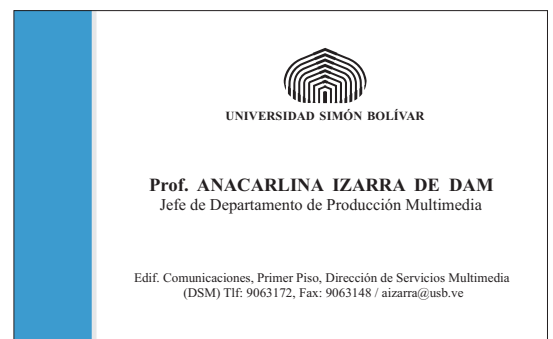 UNIVERSIDAD SIMÓN BOLÍVAR
Prof. ANACARLINA IZARRA DE DAM
Jefe de Departamento de Producción Multimedia
Edif. Comunicaciones, Primer Piso, Dirección de Servicios Multimedia
(DSM) Tlf: 9063172, Fax: 9063148 / aizarra@usb.ve